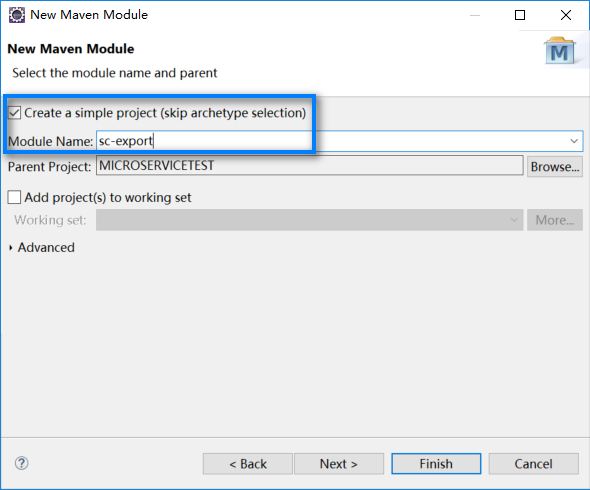 New Maven Module
New Maven Module
Select the module name and parent
M
Create a simple project (skip archetype selection)
Module Name: sc-export
Parent Project: MICROSERVICETEST Browse...
Add project(s) to working set
Working set: More...
Advanced
? < Back Next > Finish Cancel